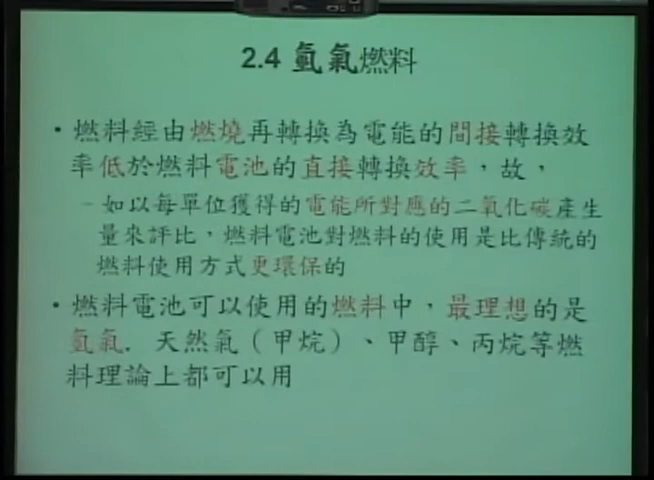 2.4 氫氣燃料
• 燃料經由燃燒再轉換為電能的間接轉換效
率低於燃料電池的直接轉換效率，故，
– 如以每單位獲得的電能所對應的二氧化碳產生
量來評比，燃料電池對燃料的使用是比傳統的
燃料使用方式更環保的
• 燃料電池可以使用的燃料中，最理想的是
氫氣. 天然氣（甲烷）、甲醇、丙烷等燃
料理論上都可以用